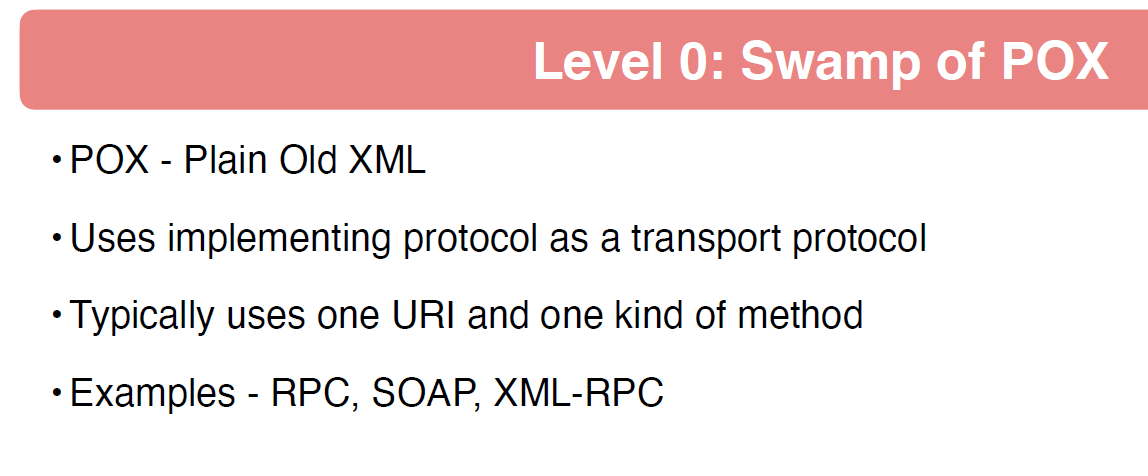 Level 0: Swamp of POX
• POX - Plain Old XML
• Uses implementing protocol as a transport protocol
• Typically uses one URI and one kind of method
• Examples - RPC, SOAP, XML-RPC